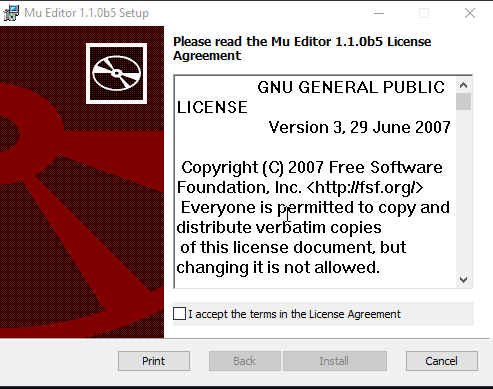 Mu Editor 1.1.0b5 Setup
Please read the Mu Editor 1.1.0b5 License
Agreement
GNU GENERAL PUBLIC
LICENSE
Version 3, 29 June 2007
Copyright (C) 2007 Free Software
Foundation, Inc. <http://fsf.org/>
Everyone is permitted to copy and
distribute verbatim copies
of this license document, but
changing it is not allowed.
I accept the terms in the License Agreement
Print
Back
Install
Cancel